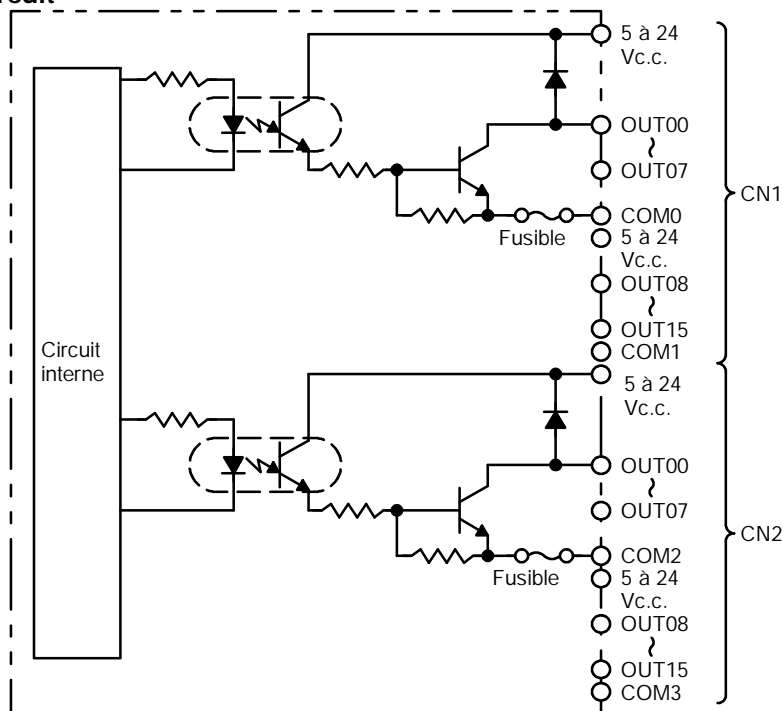 5 à 24
Vc.c.
OUT00
~
OUT07
CN1
COM0
Fusible
5 à 24
Vc.c.
OUT08
~
OUT15
COM1
Circuit
interne
5 à 24
Vc.c.
OUT00
~
OUT07
CN2
COM2
Fusible
5 à 24
Vc.c.
OUT08
~
OUT15
COM3